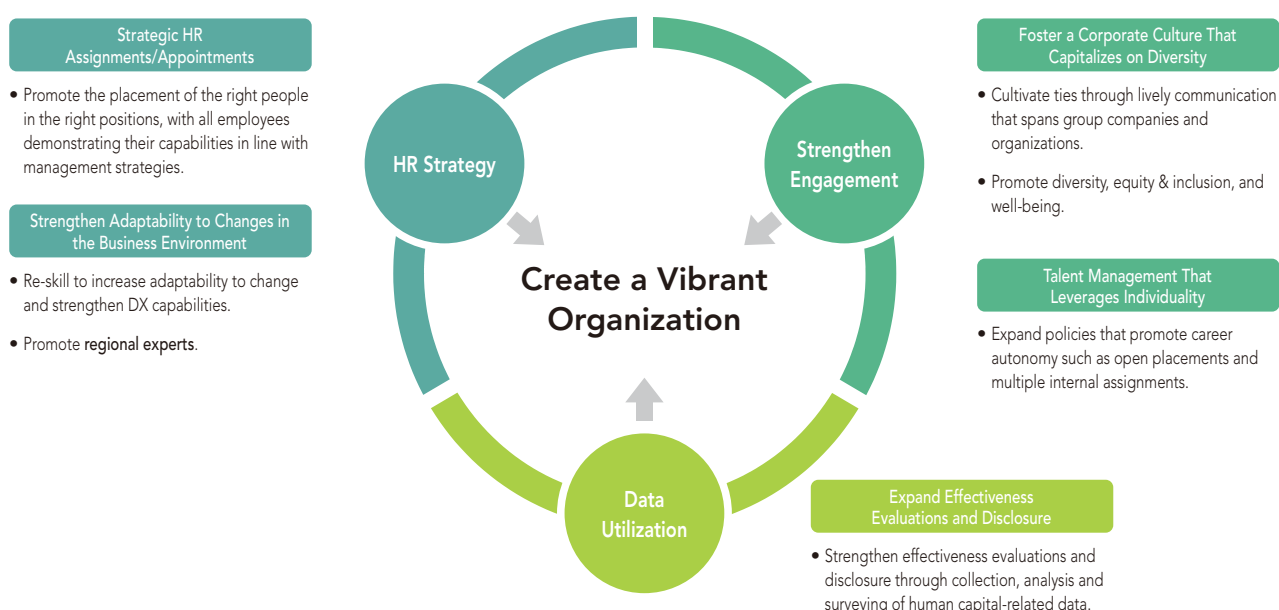 Strategic HR
Assignments/Appointments
• Promote the placement of the right people
in the right positions, with all employees
demonstrating their capabilities in line with
management strategies.
Strengthen Adaptability to Changes in
the Business Environment
• Re-skill to increase adaptability to change
and strengthen DX capabilities.
• Promote regional experts.
HR Strategy
Strengthen
Engagement
Create a Vibrant
Organization
Data
Utilization
Foster a Corporate Culture That
Capitalizes on Diversity
• Cultivate ties through lively communication
that spans group companies and
organizations.
• Promote diversity, equity & inclusion, and
well-being.
Talent Management That
Leverages Individuality
• Expand policies that promote career
autonomy such as open placements and
multiple internal assignments.
Expand Effectiveness
Evaluations and Disclosure
• Strengthen effectiveness evaluations and
disclosure through collection, analysis and
surveying of human capital-related data.